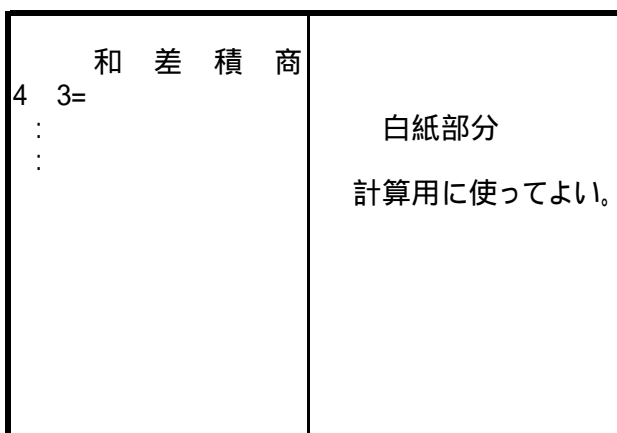 和 差 積 商
4 3=
:
:
白紙部分
計算用に使ってよい。